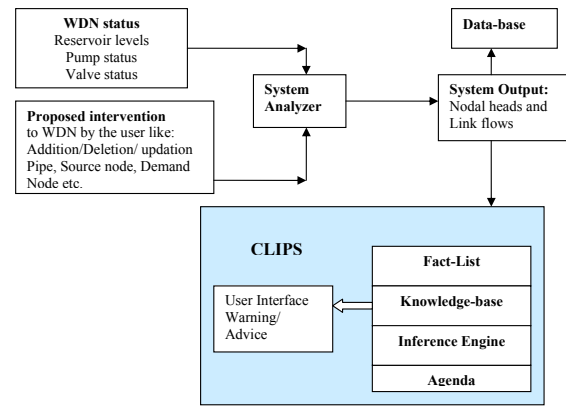 WDN status
Reservoir levels
Pump status
Valve status
Data-base
System
Analyzer
System Output:
Nodal heads and
Link flows
Proposed intervention
to WDN by the user like:
Addition/Deletion/ updation
Pipe, Source node, Demand
Node etc.
CLIPS
User Interface
Warning/
Advice
Fact-List
Knowledge-base
Inference Engine
Agenda